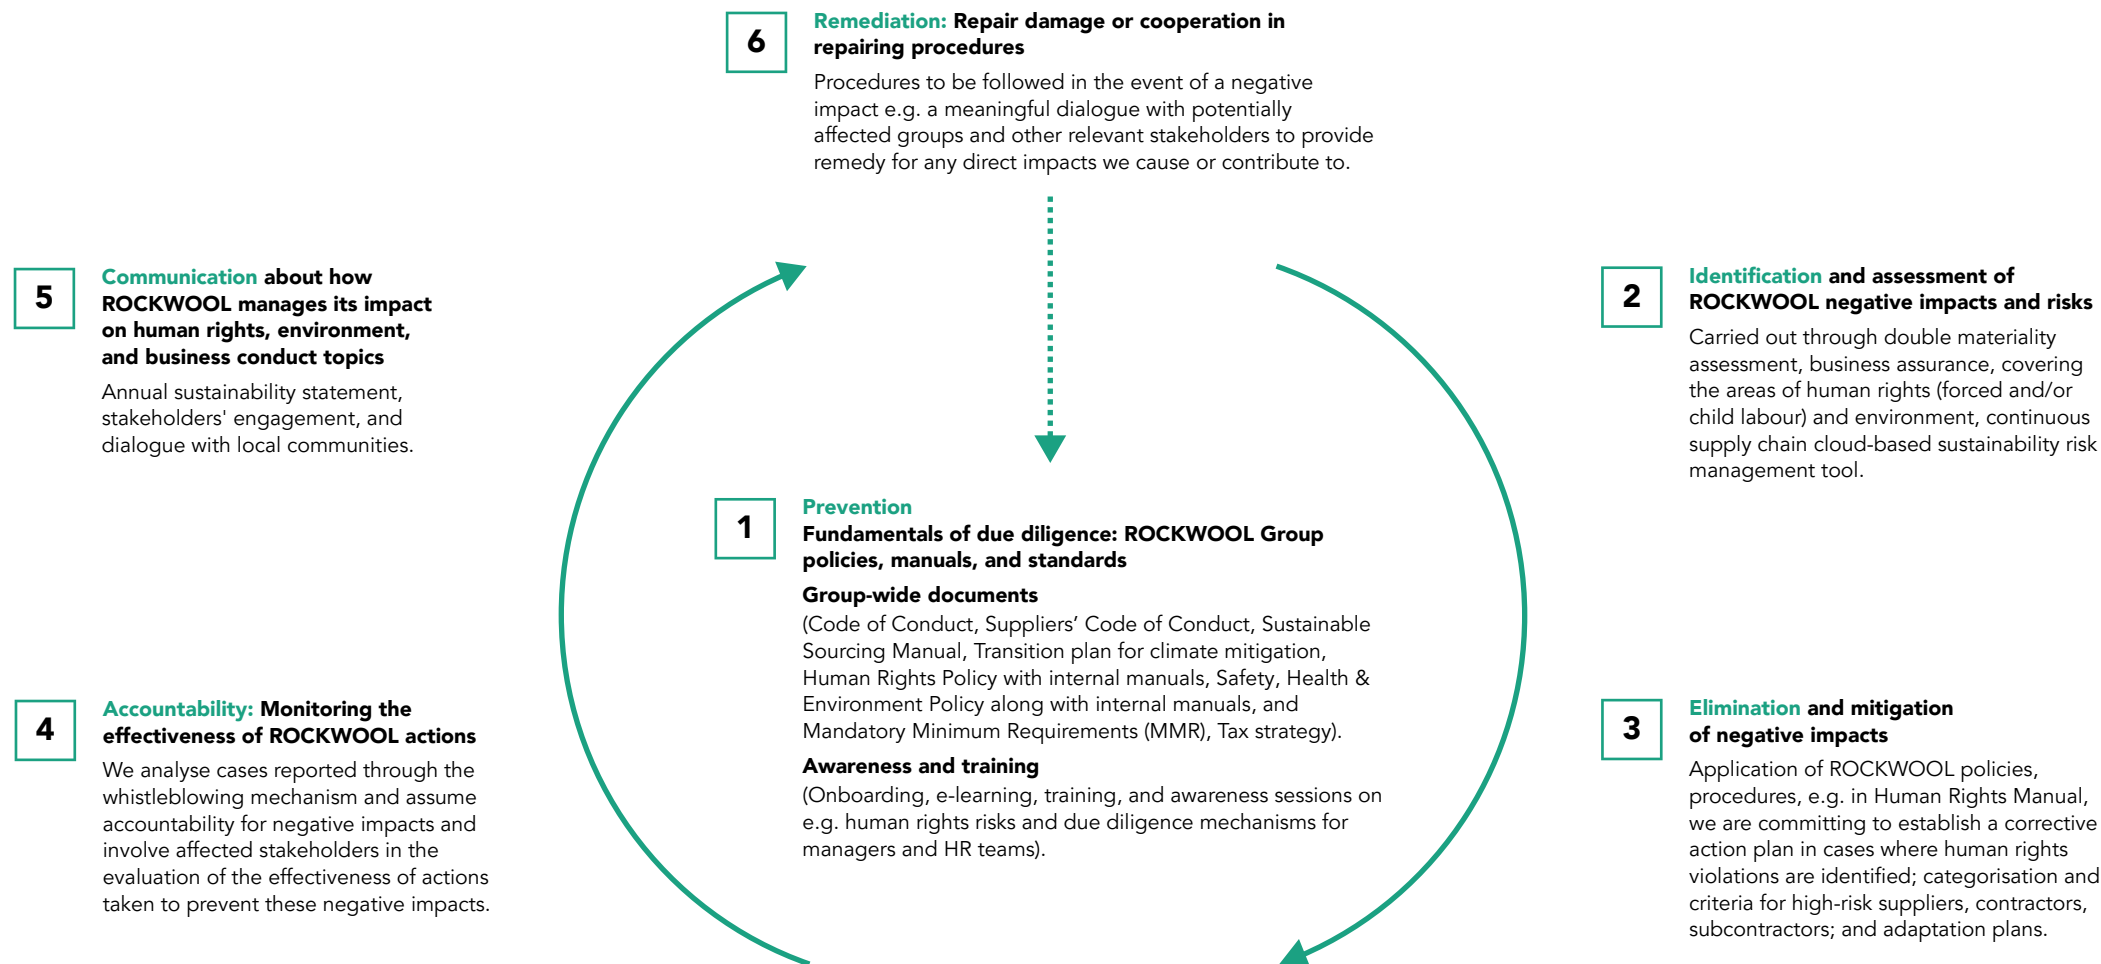 6
Remediation: Repair damage or cooperation in
repairing procedures
Procedures to be followed in the event of a negative
impact e.g. a meaningful dialogue with potentially
affected groups and other relevant stakeholders to provide
remedy for any direct impacts we cause or contribute to.
5
Communication about how
ROCKWOOL manages its impact
on human rights, environment,
and business conduct topics
Annual sustainability statement,
stakeholders' engagement, and
dialogue with local communities.
2
Identification and assessment of
ROCKWOOL negative impacts and risks
Carried out through double materiality
assessment, business assurance, covering
the areas of human rights (forced and/or
child labour) and environment, continuous
supply chain cloud-based sustainability risk
management tool.
1
Prevention
Fundamentals of due diligence: ROCKWOOL Group
policies, manuals, and standards
Group-wide documents
(Code of Conduct, Suppliers’ Code of Conduct, Sustainable
Sourcing Manual, Transition plan for climate mitigation,
Human Rights Policy with internal manuals, Safety, Health &
Environment Policy along with internal manuals, and
Mandatory Minimum Requirements (MMR), Tax strategy).
Awareness and training
(Onboarding, e-learning, training, and awareness sessions on
e.g. human rights risks and due diligence mechanisms for
managers and HR teams).
4
Accountability: Monitoring the
effectiveness of ROCKWOOL actions
We analyse cases reported through the
whistleblowing mechanism and assume
accountability for negative impacts and
involve affected stakeholders in the
evaluation of the effectiveness of actions
taken to prevent these negative impacts.
3
Elimination and mitigation
of negative impacts
Application of ROCKWOOL policies,
procedures, e.g. in Human Rights Manual,
we are committing to establish a corrective
action plan in cases where human rights
violations are identified; categorisation and
criteria for high-risk suppliers, contractors,
subcontractors; and adaptation plans.